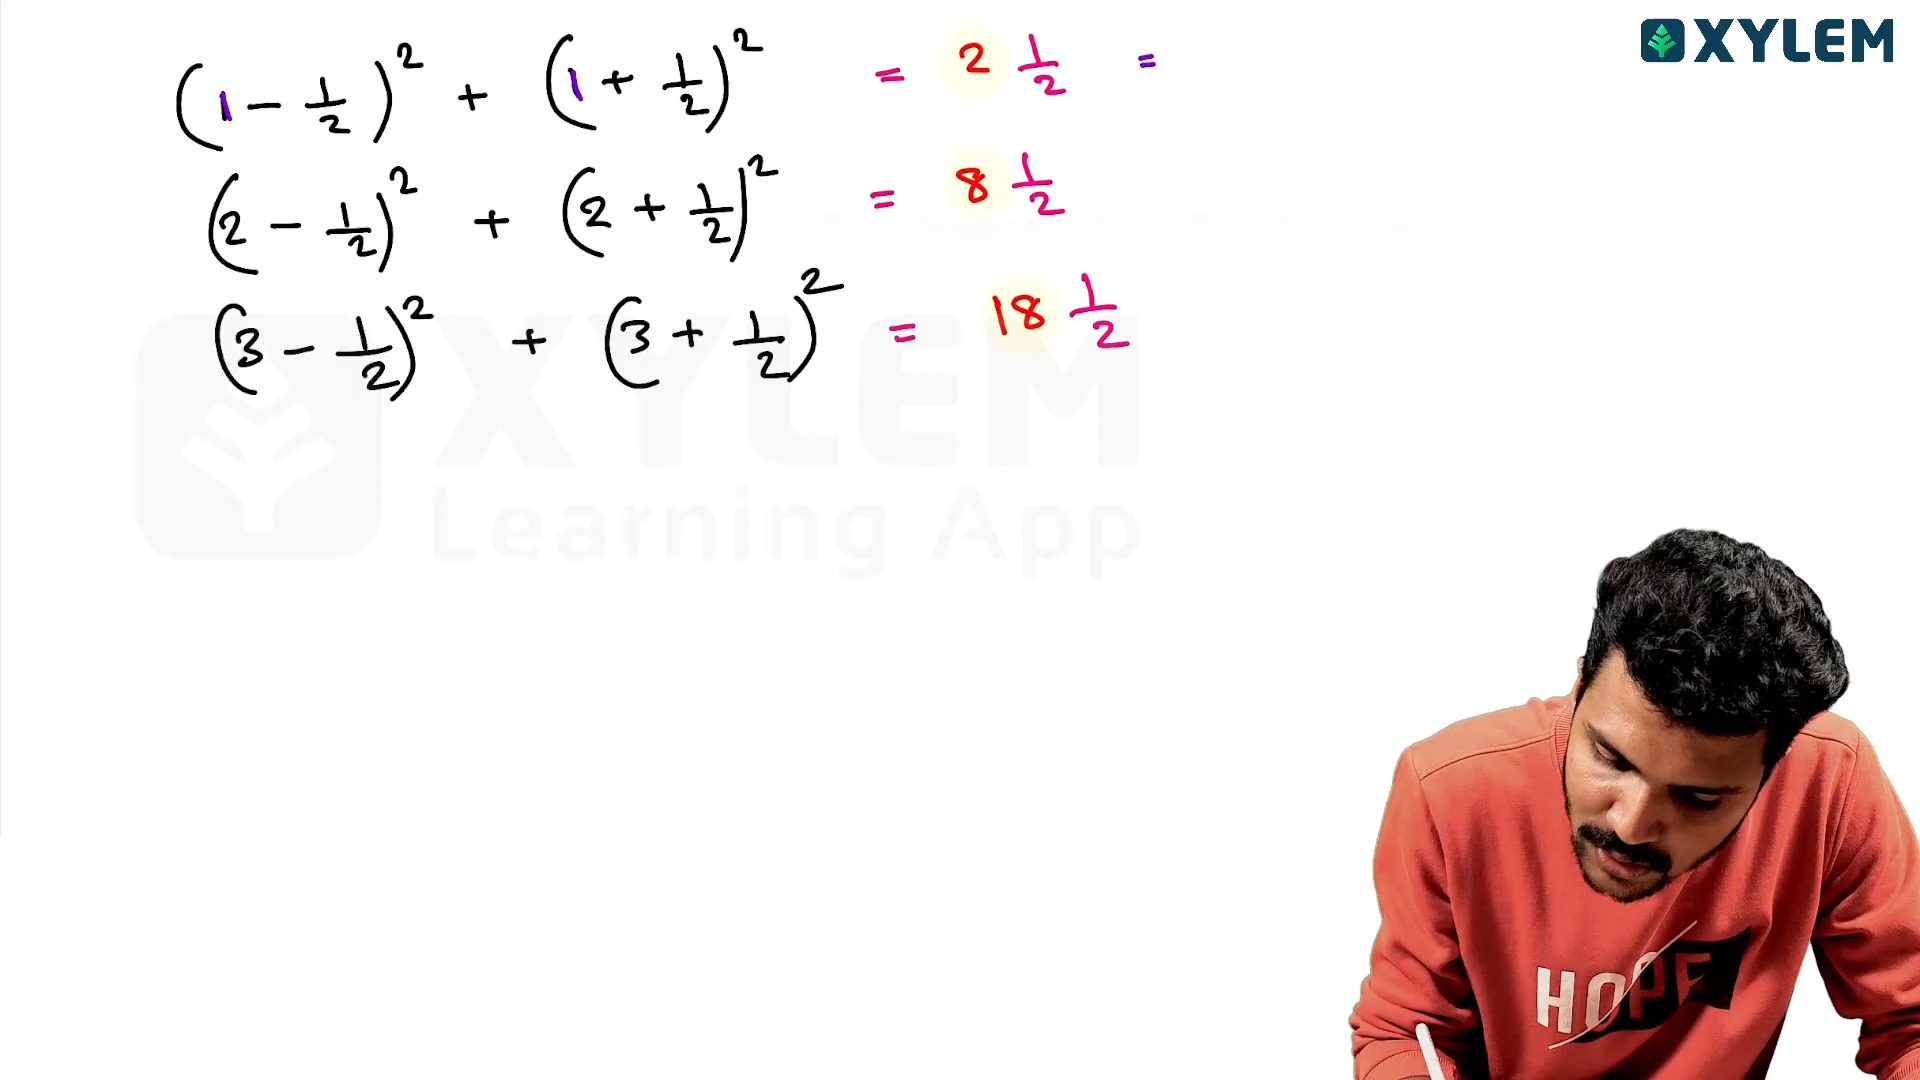 XYLEM
(1 - 1/2)² + (1 + 1/2)² = 2 1/2 =
(2 - 1/2)² + (2 + 1/2)² = 8 1/2
(3 - 1/2)² + (3 + 1/2)² = 18 1/2
XYLEM
Learning App
HOPE